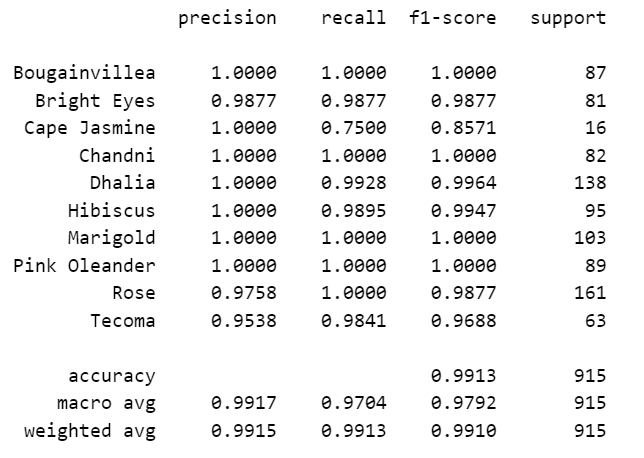 precision recall f1-score support
Bougainvillea 1.0000 1.0000 1.0000 87
Bright Eyes 0.9877 0.9877 0.9877 81
Cape Jasmine 1.0000 0.7500 0.8571 16
Chandni 1.0000 1.0000 1.0000 82
Dhalia 1.0000 0.9928 0.9964 138
Hibiscus 1.0000 0.9895 0.9947 95
Marigold 1.0000 1.0000 1.0000 103
Pink Oleander 1.0000 1.0000 1.0000 89
Rose 0.9758 1.0000 0.9877 161
Tecoma 0.9538 0.9841 0.9688 63
accuracy 0.9913 915
macro avg 0.9917 0.9704 0.9792 915
weighted avg 0.9915 0.9913 0.9910 915